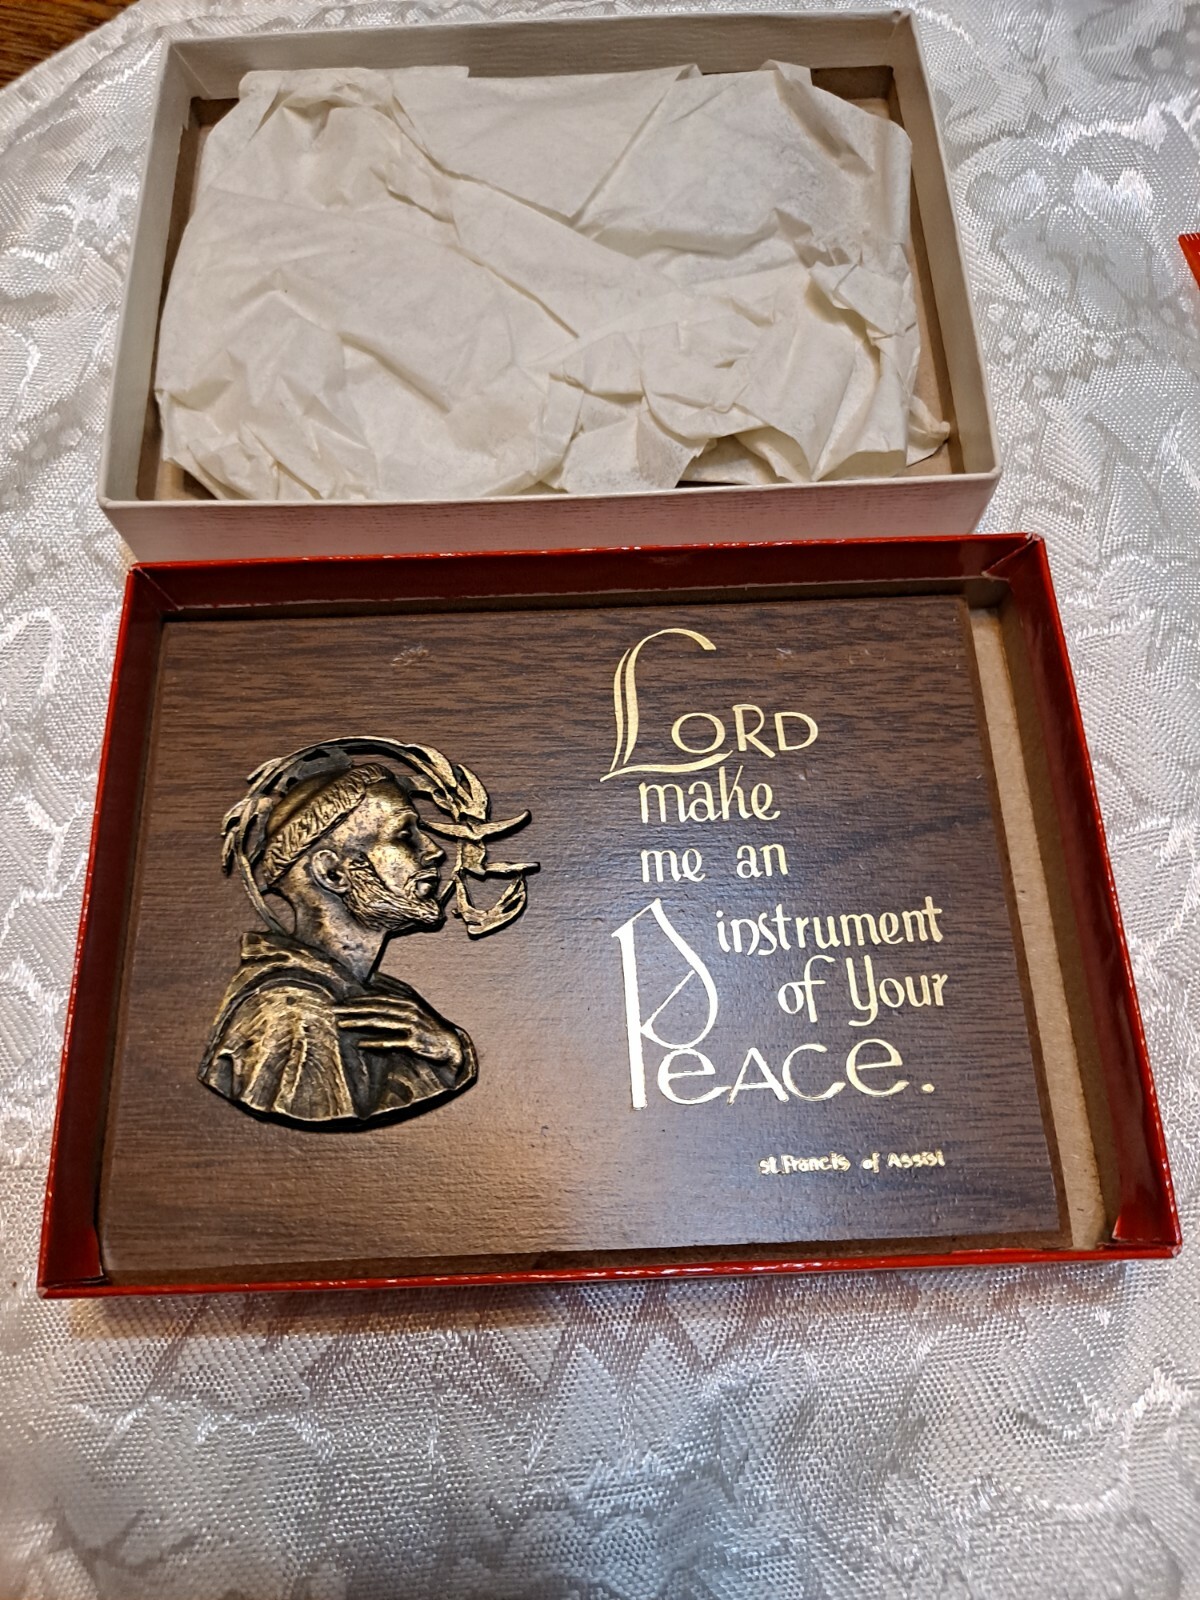 Lord
make
me an
instrument
of Your
Peace.
st. Francis of Assisi